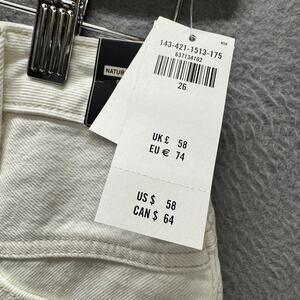 NATUR
143-421-1513-175
637134102
26
UK £ 58
EU € 74
US $ 58
CAN $ 64